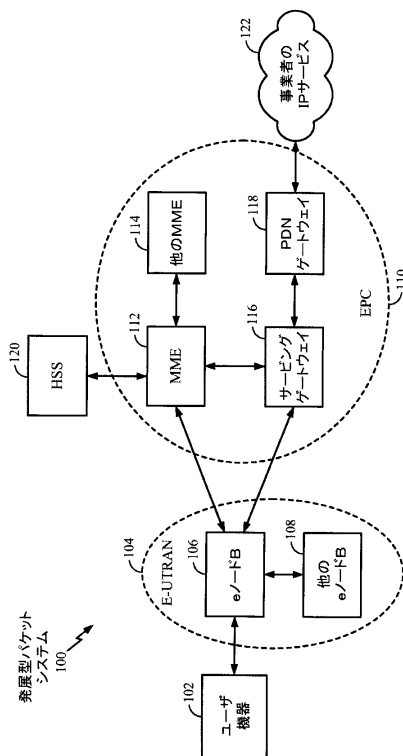 発展型パケット
システム
100
102
ユーザ
機器
104
E-UTRAN
106
eノードB
108
他の
eノードB
120
HSS
112
MME
114
他のMME
116
サービング
ゲートウェイ
118
PDN
ゲートウェイ
EPC
110
122
事業者の
IPサービス